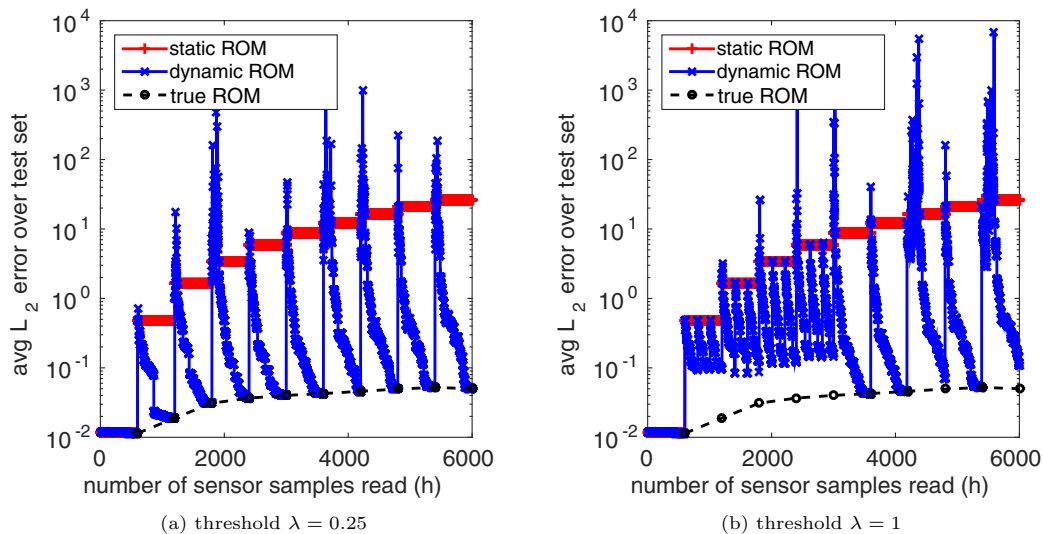 10^4
10^3
10^2
10^1
10^0
10^-1
10^-2
avg L_2 error over test set
static ROM
dynamic ROM
true ROM
0 2000 4000 6000
number of sensor samples read (h)
(a) threshold λ = 0.25
10^4
10^3
10^2
10^1
10^0
10^-1
10^-2
avg L_2 error over test set
static ROM
dynamic ROM
true ROM
0 2000 4000 6000
number of sensor samples read (h)
(b) threshold λ = 1